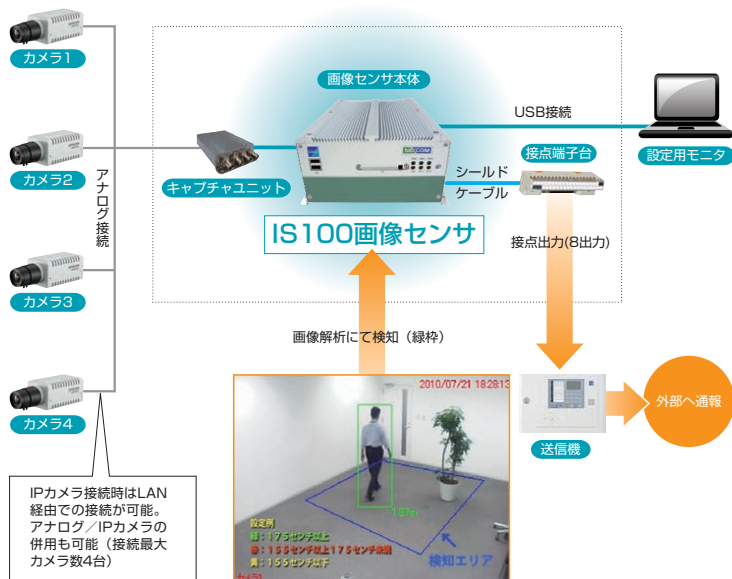 カメラ1
カメラ2
カメラ3
カメラ4
アナログ接続
キャプチャユニット
画像センサ本体
NEXCOM
IS100画像センサ
USB接続
設定用モニタ
接点端子台
シールド
ケーブル
接点出力(8出力)
画像解析にて検知（緑枠）
2010/07/21 18:28:13
設定例
緑：175センチ以上
赤：155センチ以上175センチ未満
黄：155センチ以下
検知エリア
カメラ1
送信機
外部へ通報
IPカメラ接続時はLAN
経由での接続が可能。
アナログ／IPカメラの
併用も可能（接続最大
カメラ数4台）